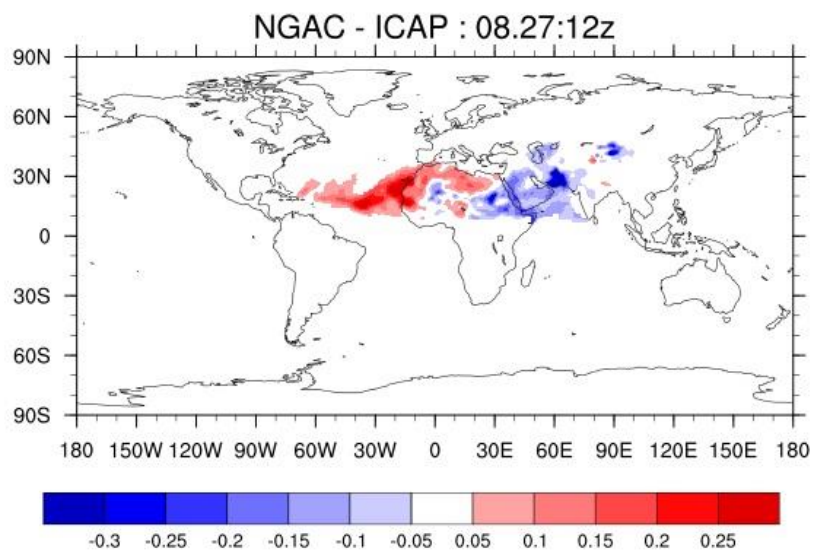 NGAC - ICAP : 08.27:12z
90N
60N
30N
0
30S
60S
90S
180 150W 120W 90W 60W 30W 0 30E 60E 90E 120E 150E 180
-0.3 -0.25 -0.2 -0.15 -0.1 -0.05 0.05 0.1 0.15 0.2 0.25